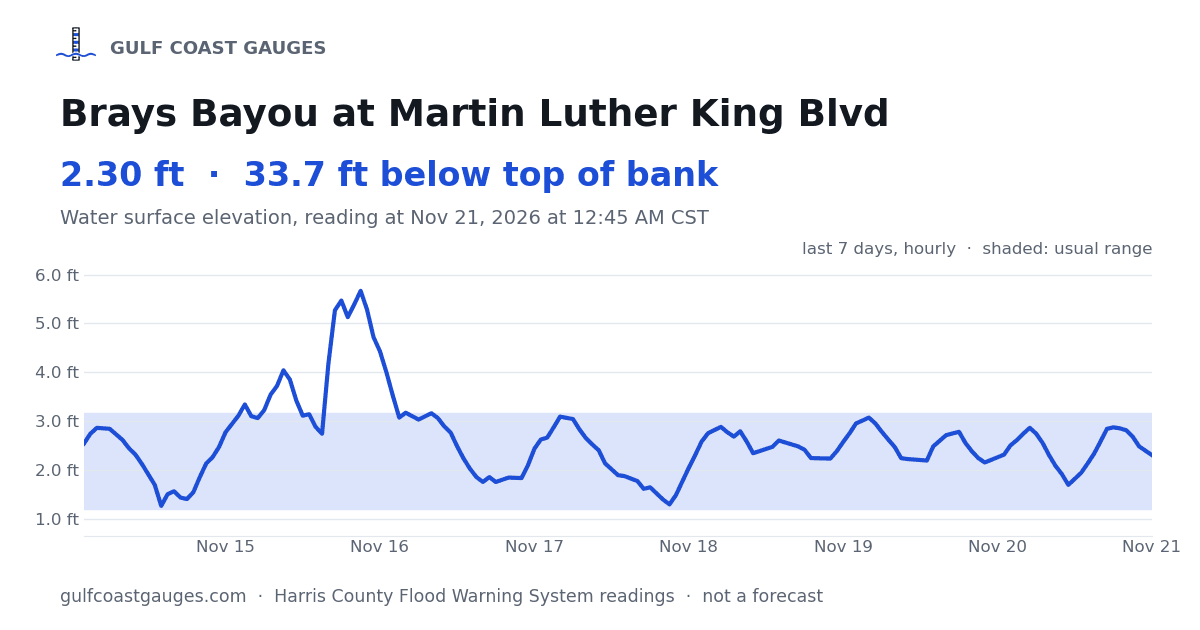 GULF COAST GAUGES
Brays Bayou at Martin Luther King Blvd
2.30 ft · 33.7 ft below top of bank
Water surface elevation, reading at Nov 21, 2026 at 12:45 AM CST
last 7 days, hourly · shaded: usual range
6.0 ft
5.0 ft
4.0 ft
3.0 ft
2.0 ft
1.0 ft
Nov 15 Nov 16 Nov 17 Nov 18 Nov 19 Nov 20 Nov 21
gulfcoastgauges.com · Harris County Flood Warning System readings · not a forecast